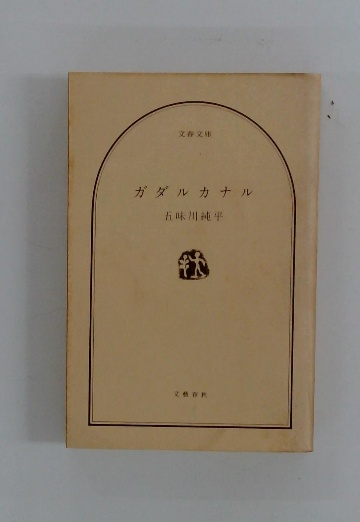 文春文庫
ガダルカナル
五味川純平
文藝春秋